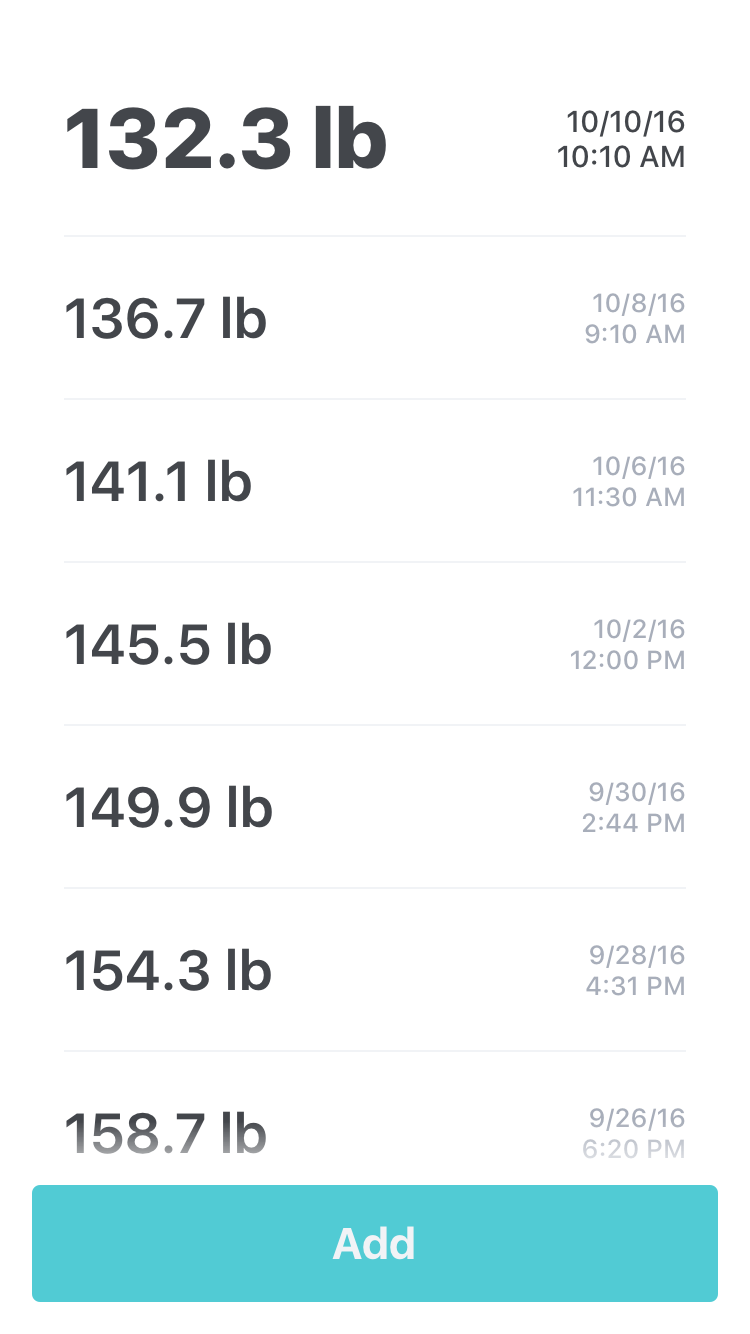 132.3 lb
10/10/16
10:10 AM
136.7 lb
10/8/16
9:10 AM
141.1 lb
10/6/16
11:30 AM
145.5 lb
10/2/16
12:00 PM
149.9 lb
9/30/16
2:44 PM
154.3 lb
9/28/16
4:31 PM
158.7 lb
9/26/16
6:20 PM
Add